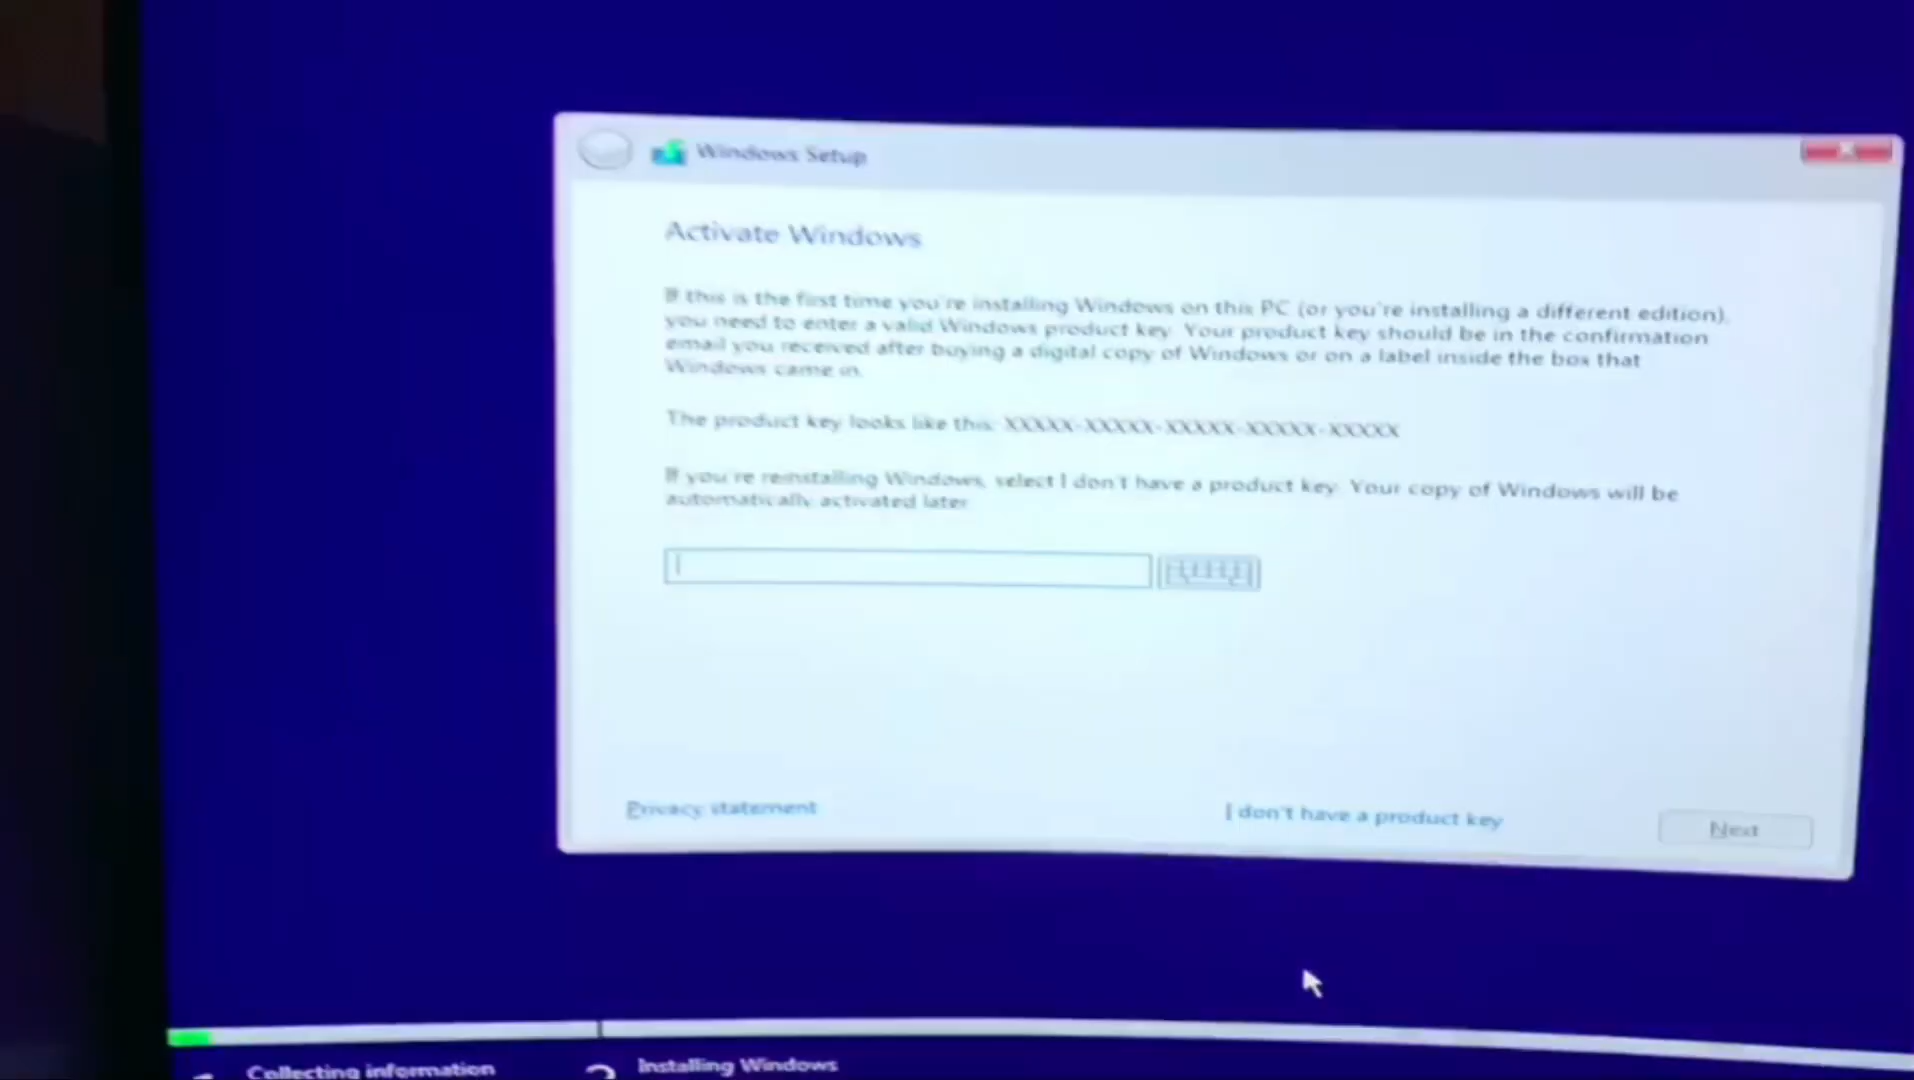 Windows Setup
Activate Windows
If this is the first time you're installing Windows on this PC (or you're installing a different edition),
you need to enter a valid Windows product key. Your product key should be in the confirmation
email you received after buying a digital copy of Windows or on a label inside the box that
Windows came in.
The product key looks like this: XXXXX-XXXXX-XXXXX-XXXXX-XXXXX
If you're reinstalling Windows, select I don't have a product key. Your copy of Windows will be
automatically activated later.
Privacy statement
I don't have a product key
Next
Collecting information
2 Installing Windows